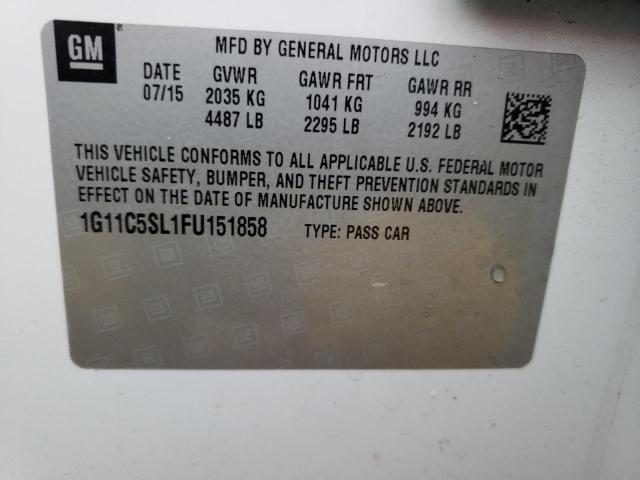 GM
MFD BY GENERAL MOTORS LLC
DATE GVWR GAWR FRT GAWR RR
07/15 2035 KG 1041 KG 994 KG
4487 LB 2295 LB 2192 LB
THIS VEHICLE CONFORMS TO ALL APPLICABLE U.S. FEDERAL MOTOR
VEHICLE SAFETY, BUMPER, AND THEFT PREVENTION STANDARDS IN
EFFECT ON THE DATE OF MANUFACTURE SHOWN ABOVE.
1G11C5SL1FU151858 TYPE: PASS CAR